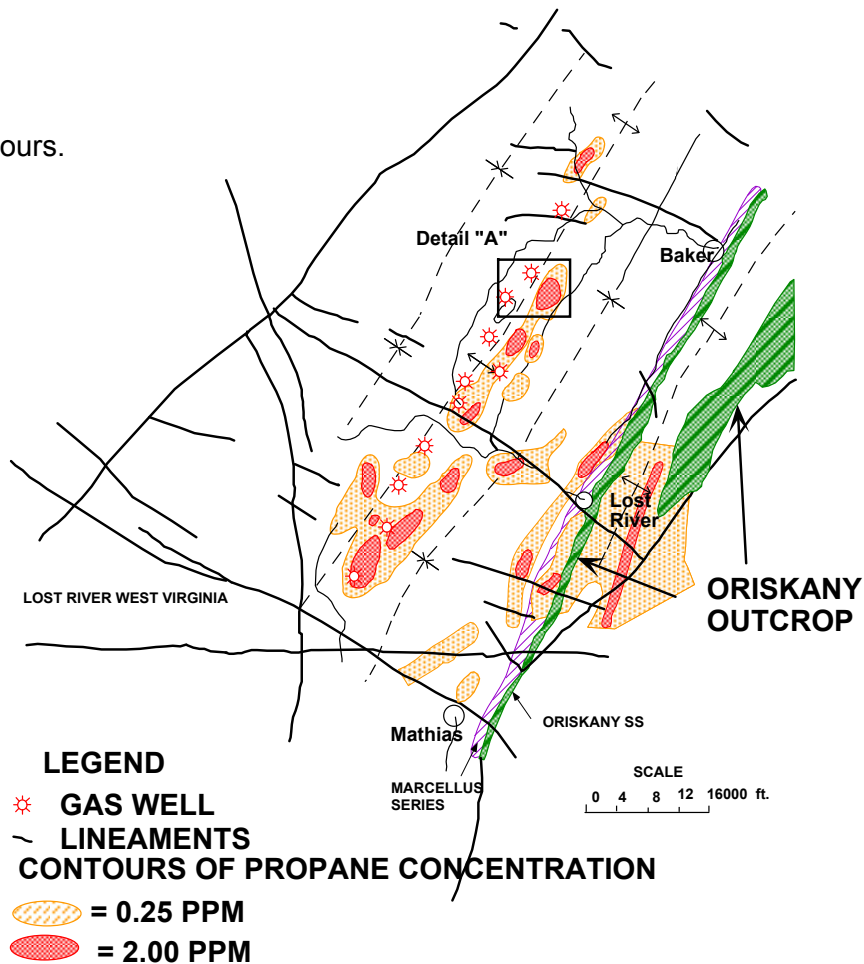 ours.
Detail "A"
Baker
Lost
River
LOST RIVER WEST VIRGINIA
ORISKANY
OUTCROP
Mathias
ORISKANY SS
MARCELLUS
SERIES
SCALE
0 4 8 12 16000 ft.
LEGEND
GAS WELL
LINEAMENTS
CONTOURS OF PROPANE CONCENTRATION
= 0.25 PPM
= 2.00 PPM